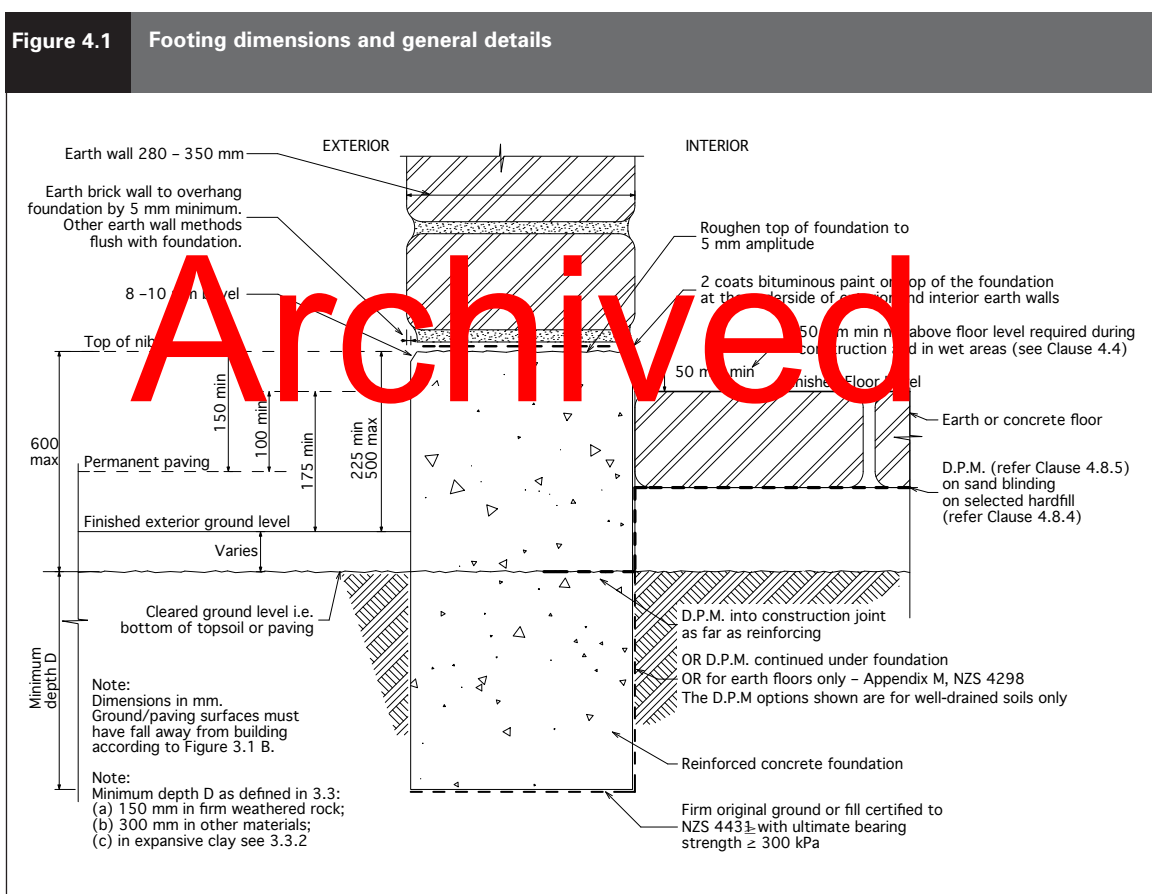 Figure 4.1 Footing dimensions and general details
EXTERIOR
INTERIOR
Earth wall 280 – 350 mm
Earth brick wall to overhang
foundation by 5 mm minimum.
Other earth wall methods
flush with foundation.
8 –10
Top of nib
Roughen top of foundation to
5 mm amplitude
2 coats bituminous paint on top of the foundation
at the underside of exterior and interior earth walls
50 mm min nib above floor level required during
construction and in wet areas (see Clause 4.4)
50 mm min
Finished Floor Level
Archived
150 min
100 min
175 min
225 min
500 max
600
max
Permanent paving
Finished exterior ground level
Varies
Earth or concrete floor
D.P.M. (refer Clause 4.8.5)
on sand blinding
on selected hardfill
(refer Clause 4.8.4)
Cleared ground level i.e.
bottom of topsoil or paving
Minimum
depth D
D.P.M. into construction joint
as far as reinforcing
OR D.P.M. continued under foundation
OR for earth floors only – Appendix M, NZS 4298
The D.P.M options shown are for well-drained soils only
Note:
Dimensions in mm.
Ground/paving surfaces must
have fall away from building
according to Figure 3.1 B.
Note:
Minimum depth D as defined in 3.3:
(a) 150 mm in firm weathered rock;
(b) 300 mm in other materials;
(c) in expansive clay see 3.3.2
Reinforced concrete foundation
Firm original ground or fill certified to
NZS 4431 with ultimate bearing
strength ≥ 300 kPa